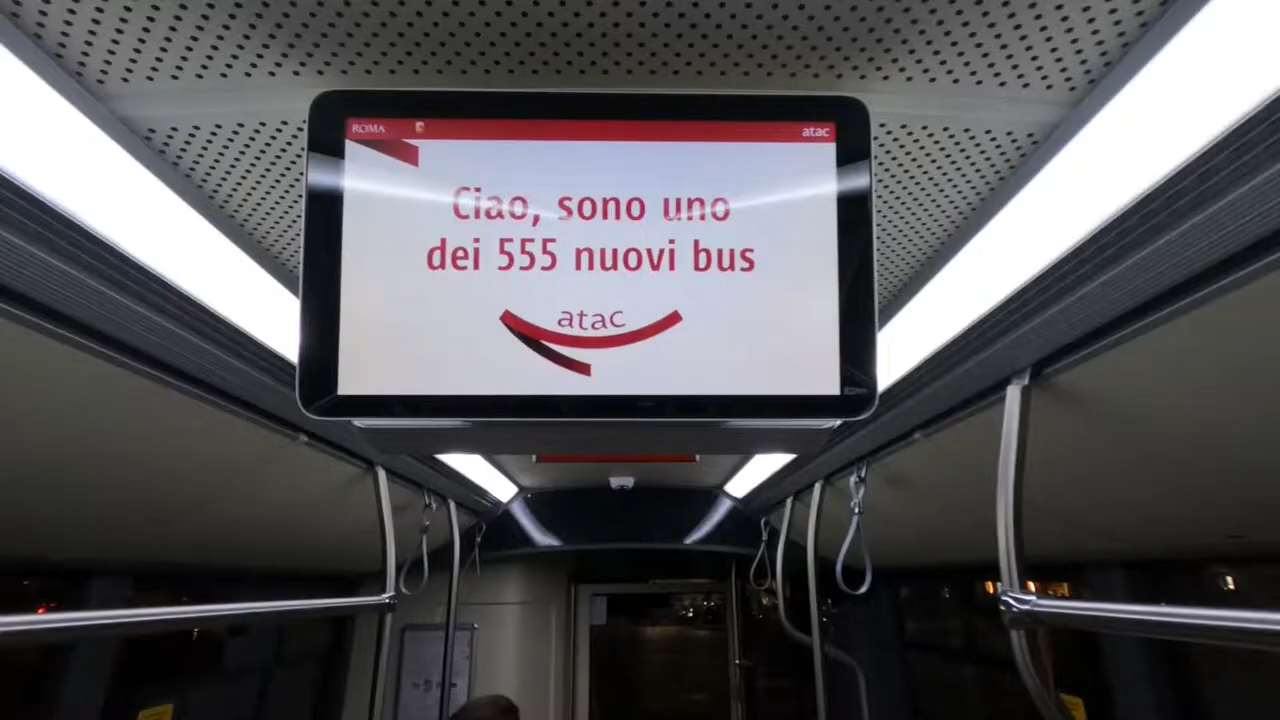 ROMA
atac
Ciao, sono uno
dei 555 nuovi bus
atac